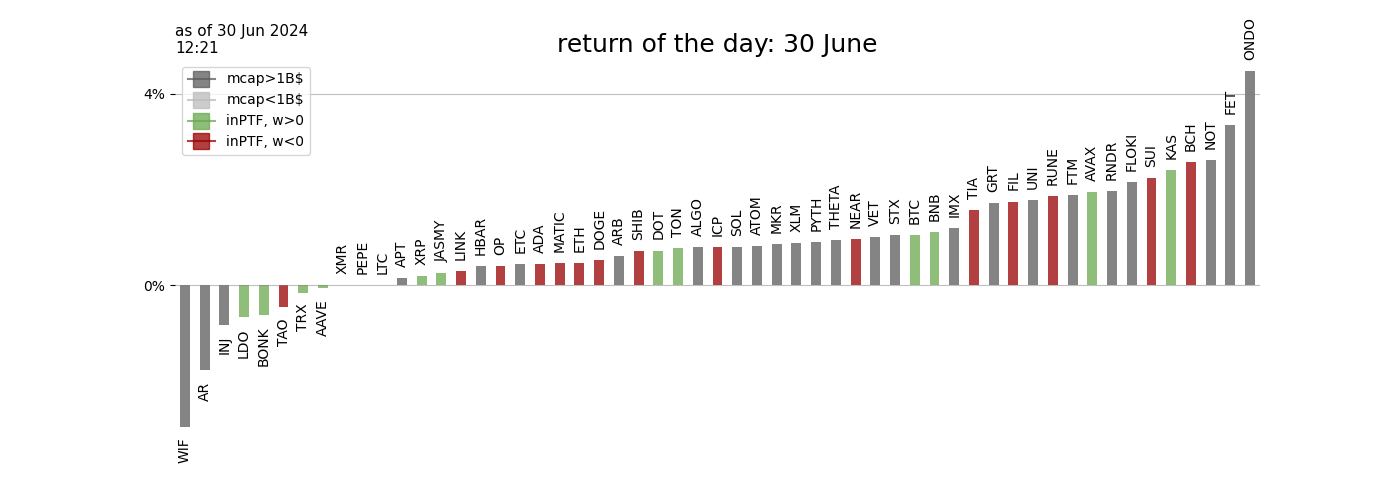 as of 30 Jun 2024
12:21
return of the day: 30 June
mcap>1B$
mcap<1B$
inPTF, w>0
inPTF, w<0
4%
0%
WIF
AR
INJ
LDO
BONK
TAO
TRX
AAVE
XMR
PEPE
LTC
APT
XRP
JASMY
LINK
HBAR
OP
ETC
ADA
MATIC
ETH
DOGE
ARB
SHIB
DOT
TON
ALGO
ICP
SOL
ATOM
MKR
XLM
PYTH
THETA
NEAR
VET
STX
BTC
BNB
IMX
TIA
GRT
FIL
UNI
RUNE
FTM
AVAX
RNDR
FLOKI
SUI
KAS
BCH
NOT
FET
ONDO